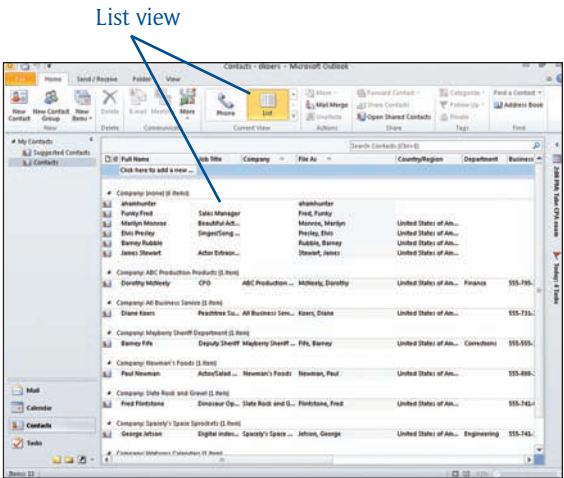 List view
Contacts - dkpers - Microsoft Outlook
File Home Send / Receive Folder View
New Contact New Contact Group New Items Delete E-mail Meeting More Phone List Move Mail Merge OneNote Forward Contact Share Contacts Open Shared Contacts Categorize Follow Up Private Find a Contact Address Book
New Delete Communicate Current View Actions Share Tags Find
My Contacts
Suggested Contacts
Contacts
Search Contacts (Ctrl+E)
Full Name Job Title Company File As Country/Region Department Business
Click here to add a new ...
Company: (none) (6 items)
ahamhunter ahamhunter
Funky Fred Sales Manager Fred, Funky
Marilyn Monroe Beautiful Act... Monroe, Marilyn United States of Am...
Elvis Presley Singer/Song ... Presley, Elvis United States of Am...
Barney Rubble Rubble, Barney United States of Am...
James Stewart Actor Extraor... Stewart, James United States of Am...
Company: ABC Production Products (1 item)
Dorothy McNeely CPO ABC Production ... McNeely, Dorothy United States of Am... Finance 555-795-
Company: All Business Service (1 item)
Diane Koers Peachtree Su... All Business Serv... Koers, Diane United States of Am... 555-731-
Company: Mayberry Sheriff Department (1 item)
Barney Fife Deputy Sheriff Mayberry Sheriff ... Fife, Barney United States of Am... Corrections 555-555-
Company: Newman's Foods (1 item)
Paul Newman Actor/Salad ... Newman's Foods Newman, Paul United States of Am... 555-899-
Company: Slate Rock and Gravel (1 item)
Fred Flintstone Dinosaur Op... Slate Rock and G... Flintstone, Fred United States of Am... 555-741-
Company: Spacely's Space Sprockets (1 item)
George Jetson Digital Index... Spacely's Space ... Jetson, George United States of Am... Engineering 555-741-
2:00 PM: Take CPA exam
Today: 4 Tasks
Mail
Calendar
Contacts
Tasks
Items: 13